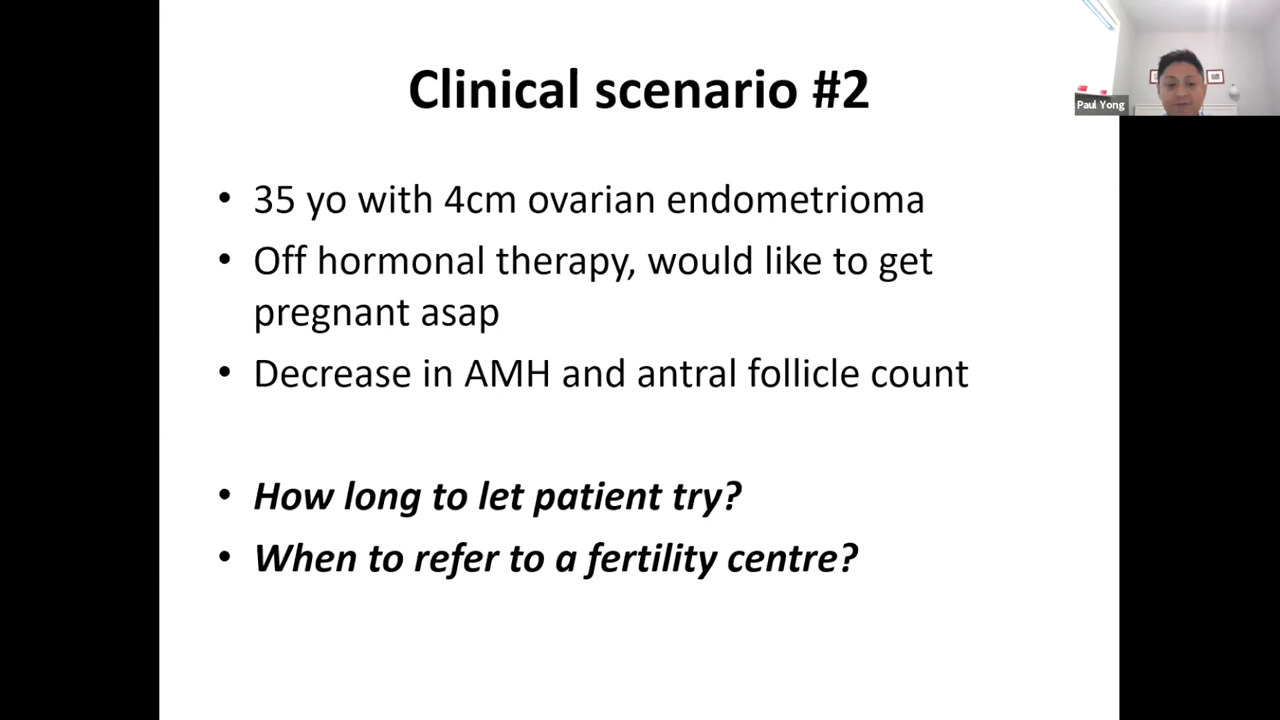 Clinical scenario #2
Paul Yong
• 35 yo with 4cm ovarian endometrioma
• Off hormonal therapy, would like to get
pregnant asap
• Decrease in AMH and antral follicle count
• How long to let patient try?
• When to refer to a fertility centre?